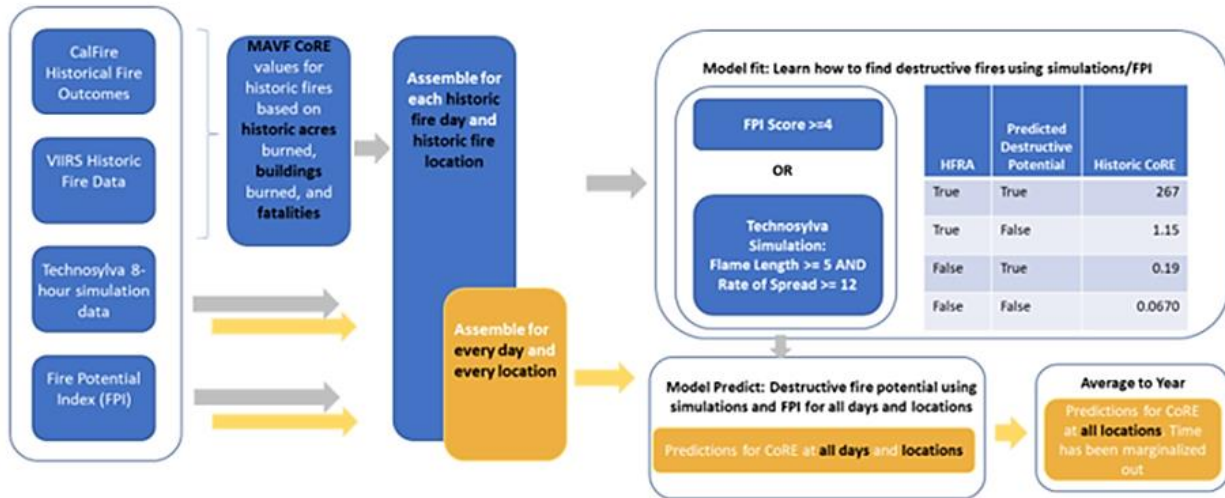 CalFire
Historical Fire
Outcomes
VIIRS Historic
Fire Data
Technosylva 8-
hour simulation
data
Fire Potential
Index (FPI)
MAVF CoRE
values for
historic fires
based on
historic acres
burned,
buildings
burned, and
fatalities
Assemble for
each historic
fire day and
historic fire
location
Assemble for
every day and
every location
Model fit: Learn how to find destructive fires using simulations/FPI
FPI Score >=4
OR
Technosylva
Simulation:
Flame Length >= 5 AND
Rate of Spread >= 12
HFRA Predicted Destructive Potential Historic CoRE
True True 267
True False 1.15
False True 0.19
False False 0.0670
Model Predict: Destructive fire potential using
simulations and FPI for all days and locations
Predictions for CoRE at all days and locations
Average to Year
Predictions for CoRE
at all locations. Time
has been marginalized
out